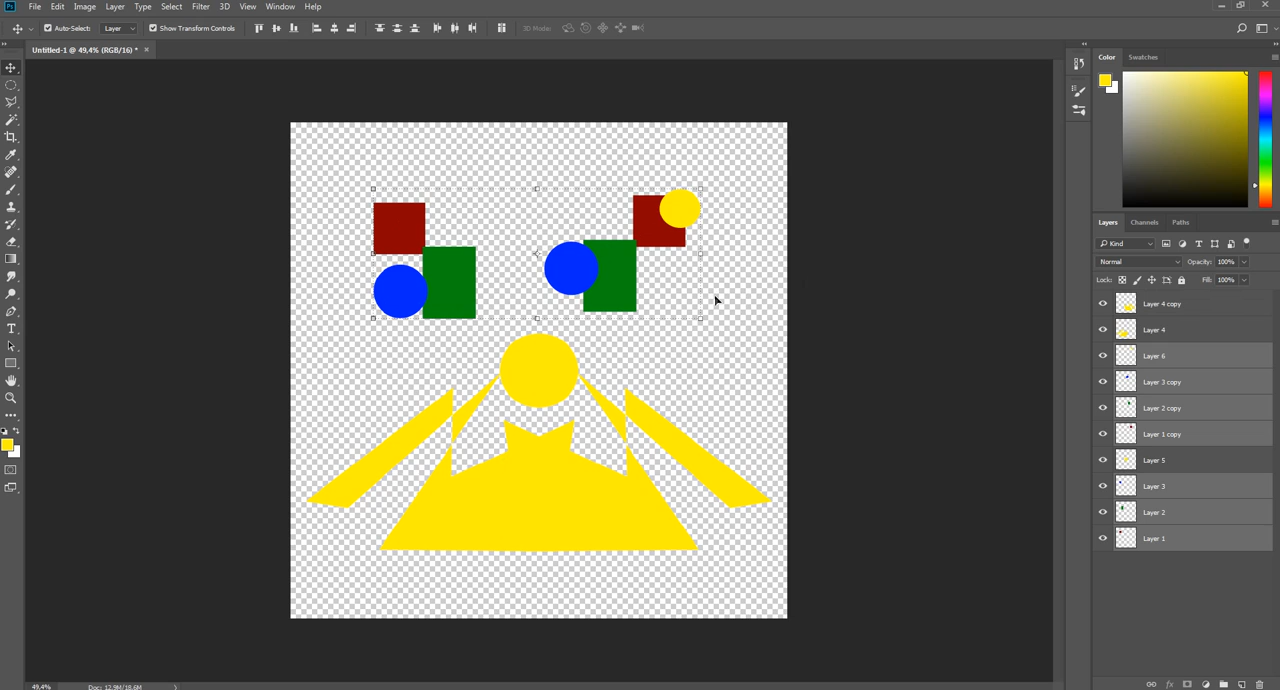 Ps File Edit Image Layer Type Select Filter 3D View Window Help
Auto-Select: Layer Show Transform Controls 3D Mode:
Untitled-1 @ 49,4% (RGB/16) *
Color Swatches
Layers Channels Paths
Kind
Normal Opacity: 100%
Lock: Fill: 100%
Layer 4 copy
Layer 4
Layer 6
Layer 3 copy
Layer 2 copy
Layer 1 copy
Layer 5
Layer 3
Layer 2
Layer 1
49,4% Doc: 12,9M/18,6M